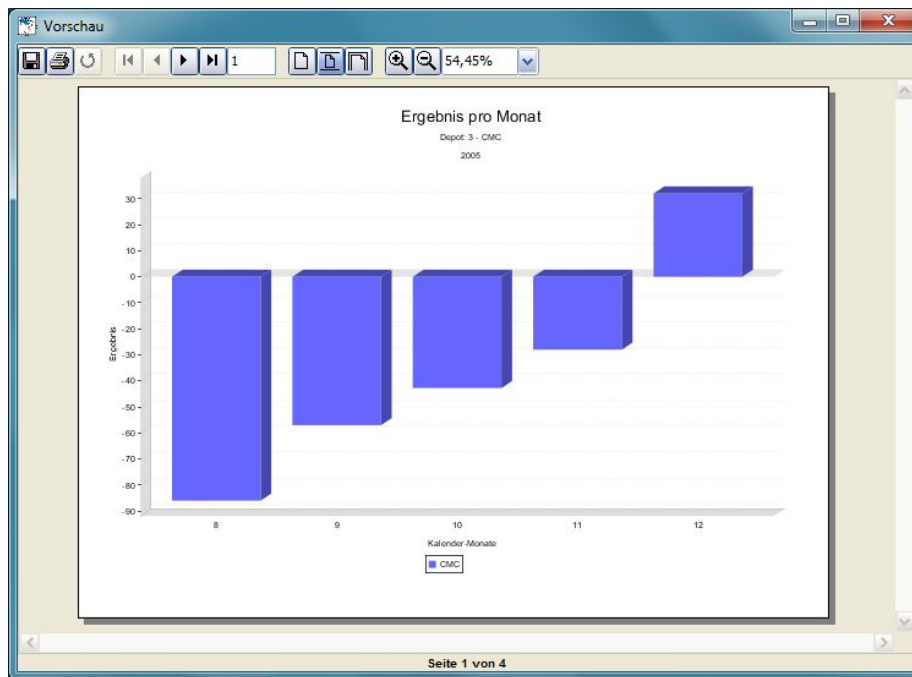 Vorschau
1
54,45%
Ergebnis pro Monat
Depot: 3 - CMC
2005
30
20
10
0
-10
-20
-30
-40
-50
-60
-70
-80
-90
Ergebnis
8 9 10 11 12
Kalender-Monate
CMC
Seite 1 von 4